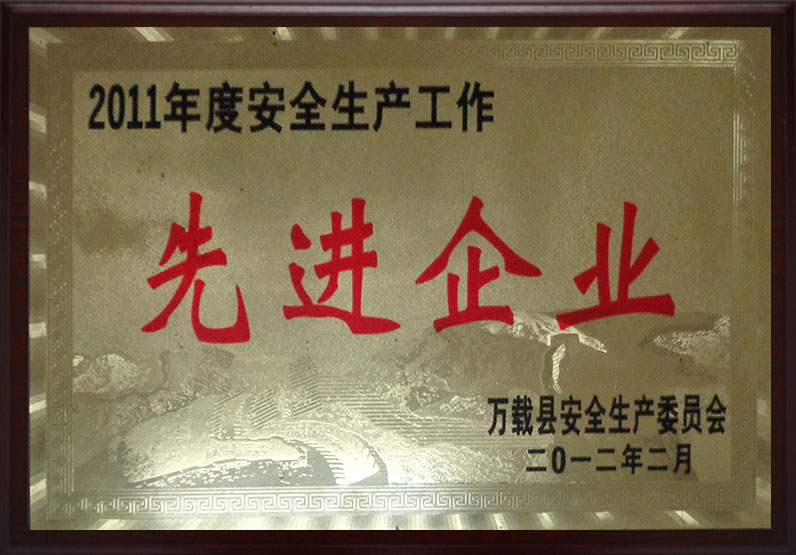 2011年度安全生产工作
先进企业
万载县安全生产委员会
二0一二年二月